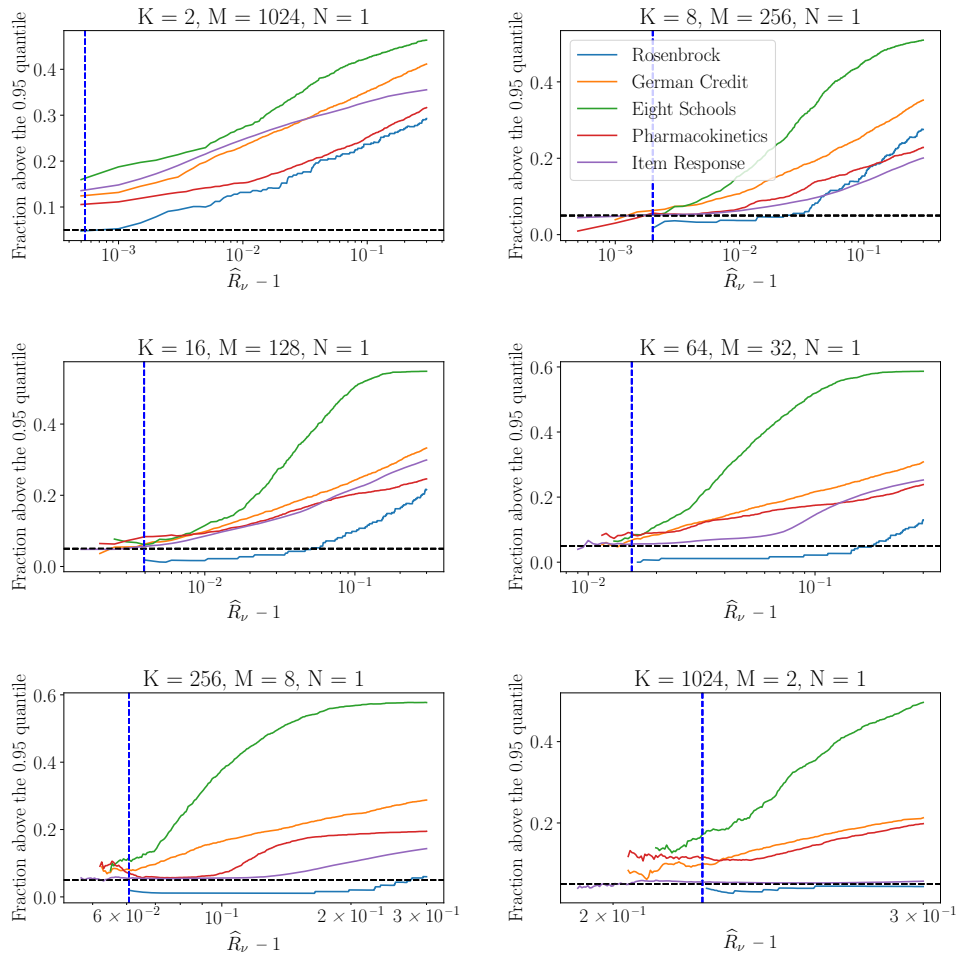 K = 2, M = 1024, N = 1
Fraction above the 0.95 quantile
0.4
0.3
0.2
0.1
10⁻³
10⁻²
10⁻¹
R̂ᵥ − 1
K = 8, M = 256, N = 1
Fraction above the 0.95 quantile
0.4
0.2
0.0
Rosenbrock
German Credit
Eight Schools
Pharmacokinetics
Item Response
10⁻³
10⁻²
10⁻¹
R̂ᵥ − 1
K = 16, M = 128, N = 1
Fraction above the 0.95 quantile
0.4
0.2
0.0
10⁻²
10⁻¹
R̂ᵥ − 1
K = 64, M = 32, N = 1
Fraction above the 0.95 quantile
0.6
0.4
0.2
0.0
10⁻²
10⁻¹
R̂ᵥ − 1
K = 256, M = 8, N = 1
Fraction above the 0.95 quantile
0.6
0.4
0.2
0.0
6 × 10⁻²
10⁻¹
2 × 10⁻¹
3 × 10⁻¹
R̂ᵥ − 1
K = 1024, M = 2, N = 1
Fraction above the 0.95 quantile
0.4
0.2
2 × 10⁻¹
3 × 10⁻¹
R̂ᵥ − 1